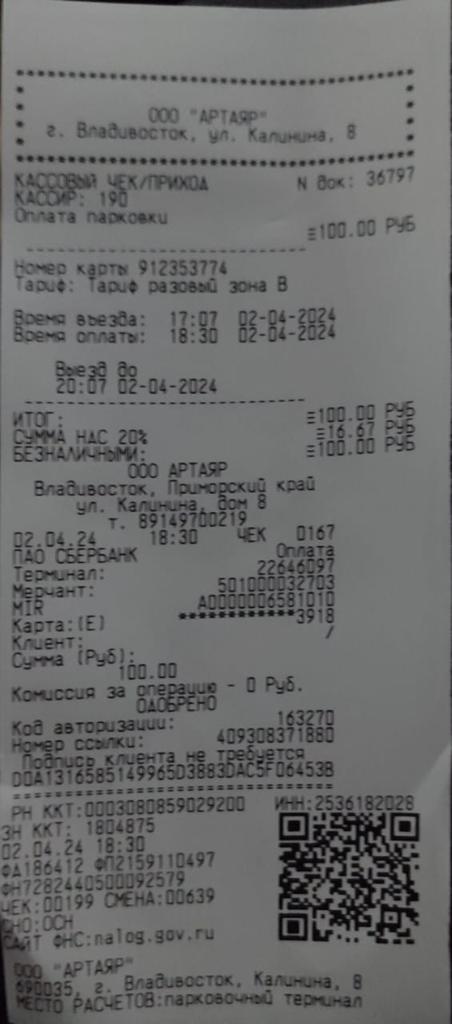 ООО "АРТАЯР"
г. Владивосток, ул. Калинина, 8
КАССОВЫЙ ЧЕК/ПРИХОД N док: 36797
КАССИР: 190
Оплата парковки
≡100.00 РУБ
Номер карты 912353774
Тариф: Тариф разовый зона В
Время въезда: 17:07 02-04-2024
Время оплаты: 18:30 02-04-2024
Выезд до
20:07 02-04-2024
ИТОГ: ≡100.00 РУБ
СУММА НДС 20% ≡16.67 РУБ
БЕЗНАЛИЧНЫМИ: ≡100.00 РУБ
ООО АРТАЯР
Владивосток, Приморский край
ул. Калинина, дом 8
т. 89149700219
02.04.24 18:30 ЧЕК 0167
ПАО СБЕРБАНК Оплата
Терминал: 22646097
Мерчант: 501000032703
MIR A0000006581010
Карта:(E) ************3918
Клиент: /
Сумма (Руб):
100.00
Комиссия за операцию - 0 Руб.
ОДОБРЕНО
Код авторизации: 163270
Номер ссылки: 409308371880
Подпись клиента не требуется
DDA1316585149965D3883DAC5F06453B
РН ККТ:0003080859029200 ИНН:2536182028
ЗН ККТ: 1804875
02.04.24 18:30
ФД186412 ФП2159110497
ФН7282440500092579
ЧЕК:00199 СМЕНА:00639
СНО:ОСН
САЙТ ФНС:nalog.gov.ru
ООО "АРТАЯР"
690035, г. Владивосток, Калинина, 8
МЕСТО РАСЧЕТОВ:парковочный терминал